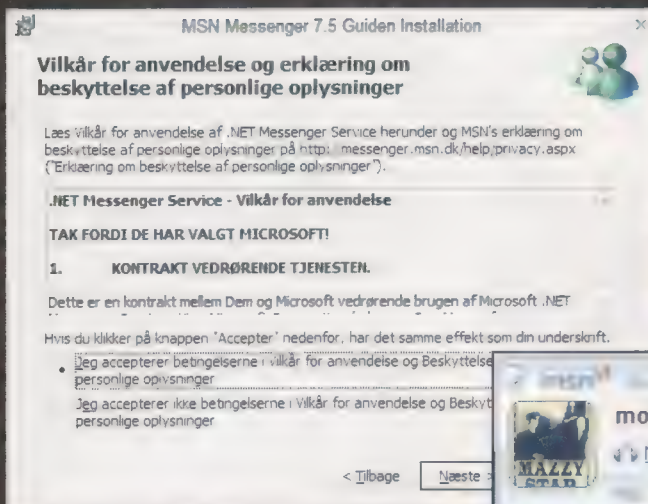 MSN Messenger 7.5 Guiden Installation
Vilkår for anvendelse og erklæring om
beskyttelse af personlige oplysninger
Læs Vilkår for anvendelse af .NET Messenger Service herunder og MSN's erklæring om
beskyttelse af personlige oplysninger på http: messenger.msn.dk/help/privacy.aspx
("Erklæring om beskyttelse af personlige oplysninger").
.NET Messenger Service - Vilkår for anvendelse
TAK FORDI DE HAR VALGT MICROSOFT!
1. KONTRAKT VEDRØRENDE TJENESTEN.
Dette er en kontrakt mellem Dem og Microsoft vedrørende brugen af Microsoft .NET
Hvis du klikker på knappen "Accepter" nedenfor, har det samme effekt som din underskrift.
Jeg accepterer betingelserne i Vilkår for anvendelse og Beskyttelse
personlige oplysninger
Jeg accepterer ikke betingelserne i Vilkår for anvendelse og Beskyt
personlige oplysninger
< Tilbage
Næste >
msn
mo
MAZZY
STAR